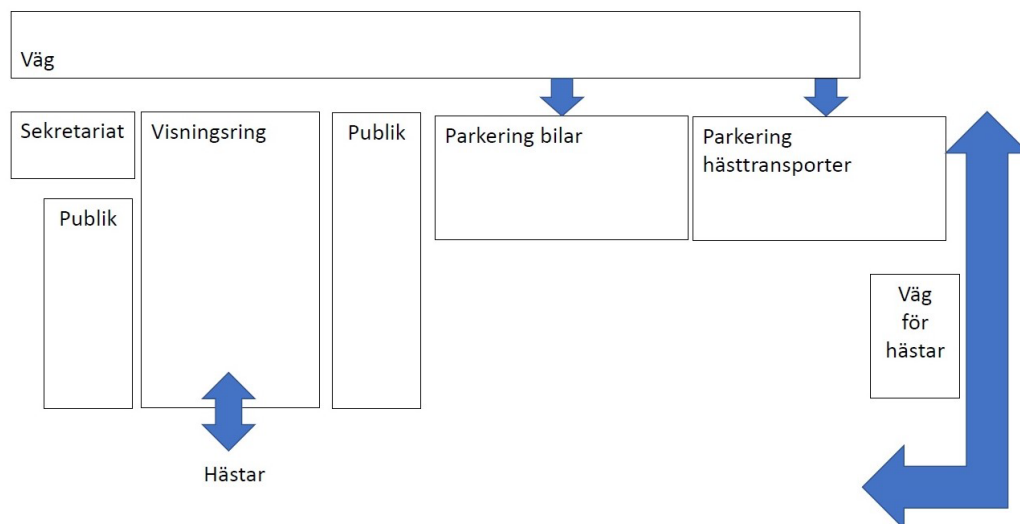 Väg
Sekretariat
Visningsring
Publik
Parkering bilar
Parkering
hästtransporter
Publik
Väg
för
hästar
Hästar